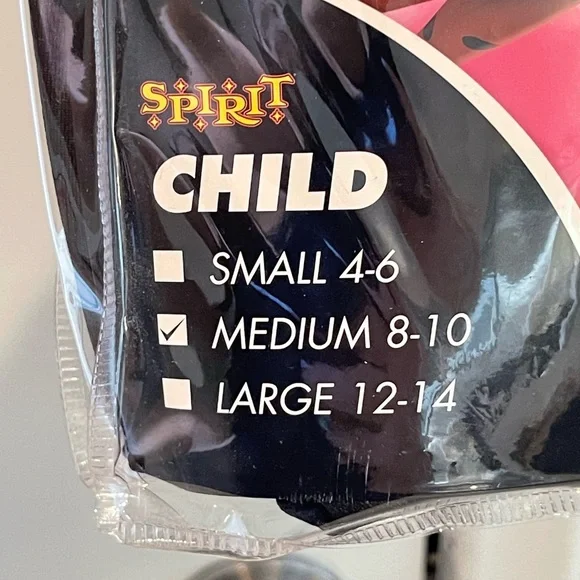 SPIRIT
CHILD
SMALL 4-6
MEDIUM 8-10
LARGE 12-14